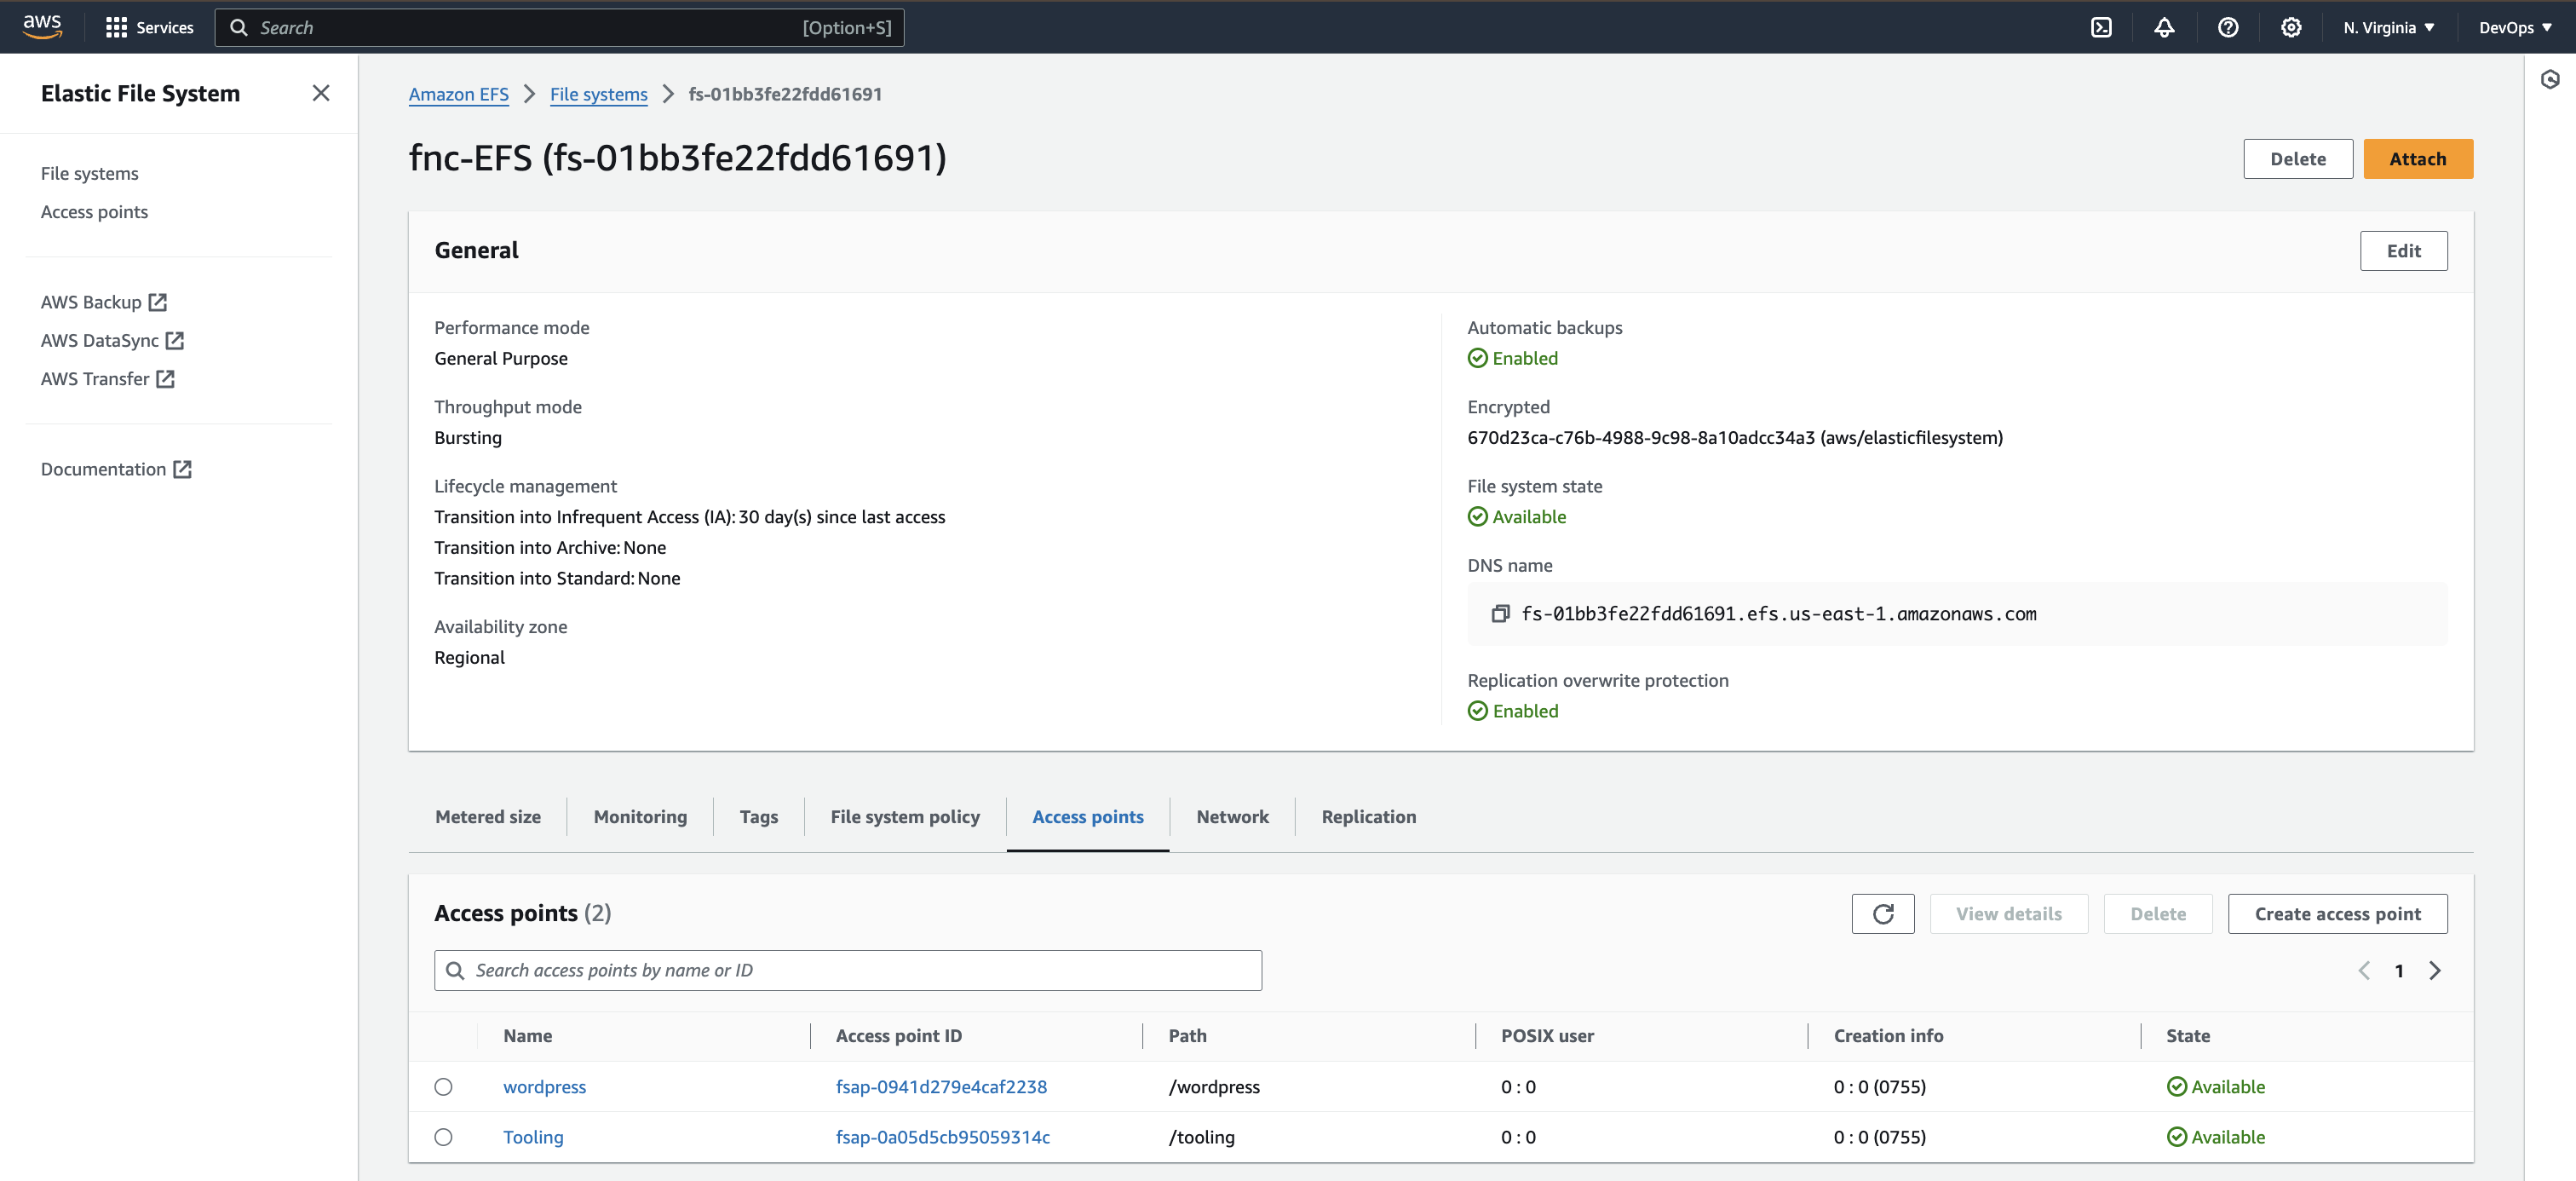 aws Services Search [Option+S] N. Virginia DevOps
Elastic File System
File systems
Access points
AWS Backup
AWS DataSync
AWS Transfer
Documentation
Amazon EFS File systems fs-01bb3fe22fdd61691
fnc-EFS (fs-01bb3fe22fdd61691) Delete Attach
General Edit
Performance mode
General Purpose
Throughput mode
Bursting
Lifecycle management
Transition into Infrequent Access (IA): 30 day(s) since last access
Transition into Archive: None
Transition into Standard: None
Availability zone
Regional
Automatic backups
Enabled
Encrypted
670d23ca-c76b-4988-9c98-8a10adcc34a3 (aws/elasticfilesystem)
File system state
Available
DNS name
fs-01bb3fe22fdd61691.efs.us-east-1.amazonaws.com
Replication overwrite protection
Enabled
Metered size Monitoring Tags File system policy Access points Network Replication
Access points (2) View details Delete Create access point
Search access points by name or ID 1
Name Access point ID Path POSIX user Creation info State
wordpress fsap-0941d279e4caf2238 /wordpress 0 : 0 0 : 0 (0755) Available
Tooling fsap-0a05d5cb95059314c /tooling 0 : 0 0 : 0 (0755) Available